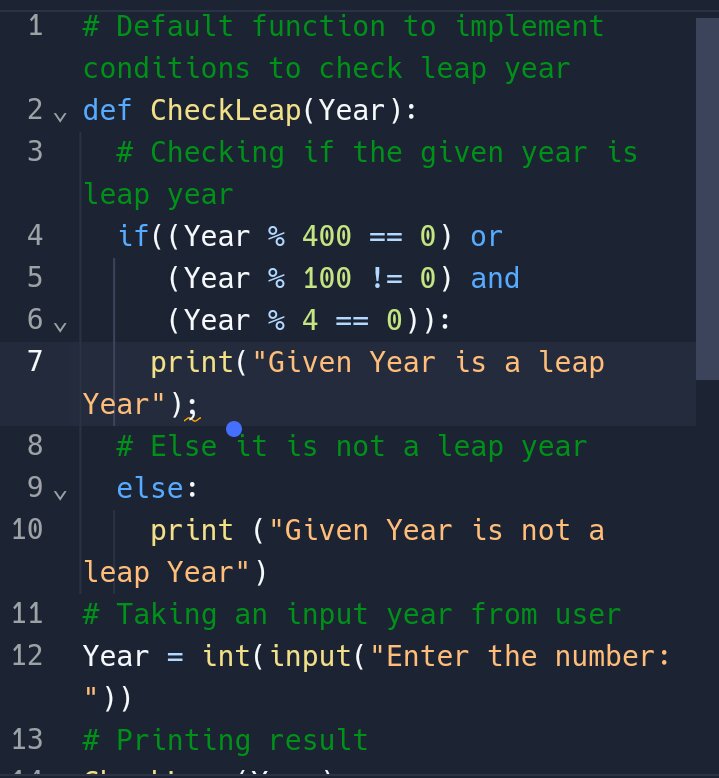 1 # Default function to implement
conditions to check leap year
2 def CheckLeap(Year):
3 # Checking if the given year is
leap year
4 if((Year % 400 == 0) or
5 (Year % 100 != 0) and
6 (Year % 4 == 0)):
7 print("Given Year is a leap
Year");
8 # Else it is not a leap year
9 else:
10 print ("Given Year is not a
leap Year")
11 # Taking an input year from user
12 Year = int(input("Enter the number:
"))
13 # Printing result